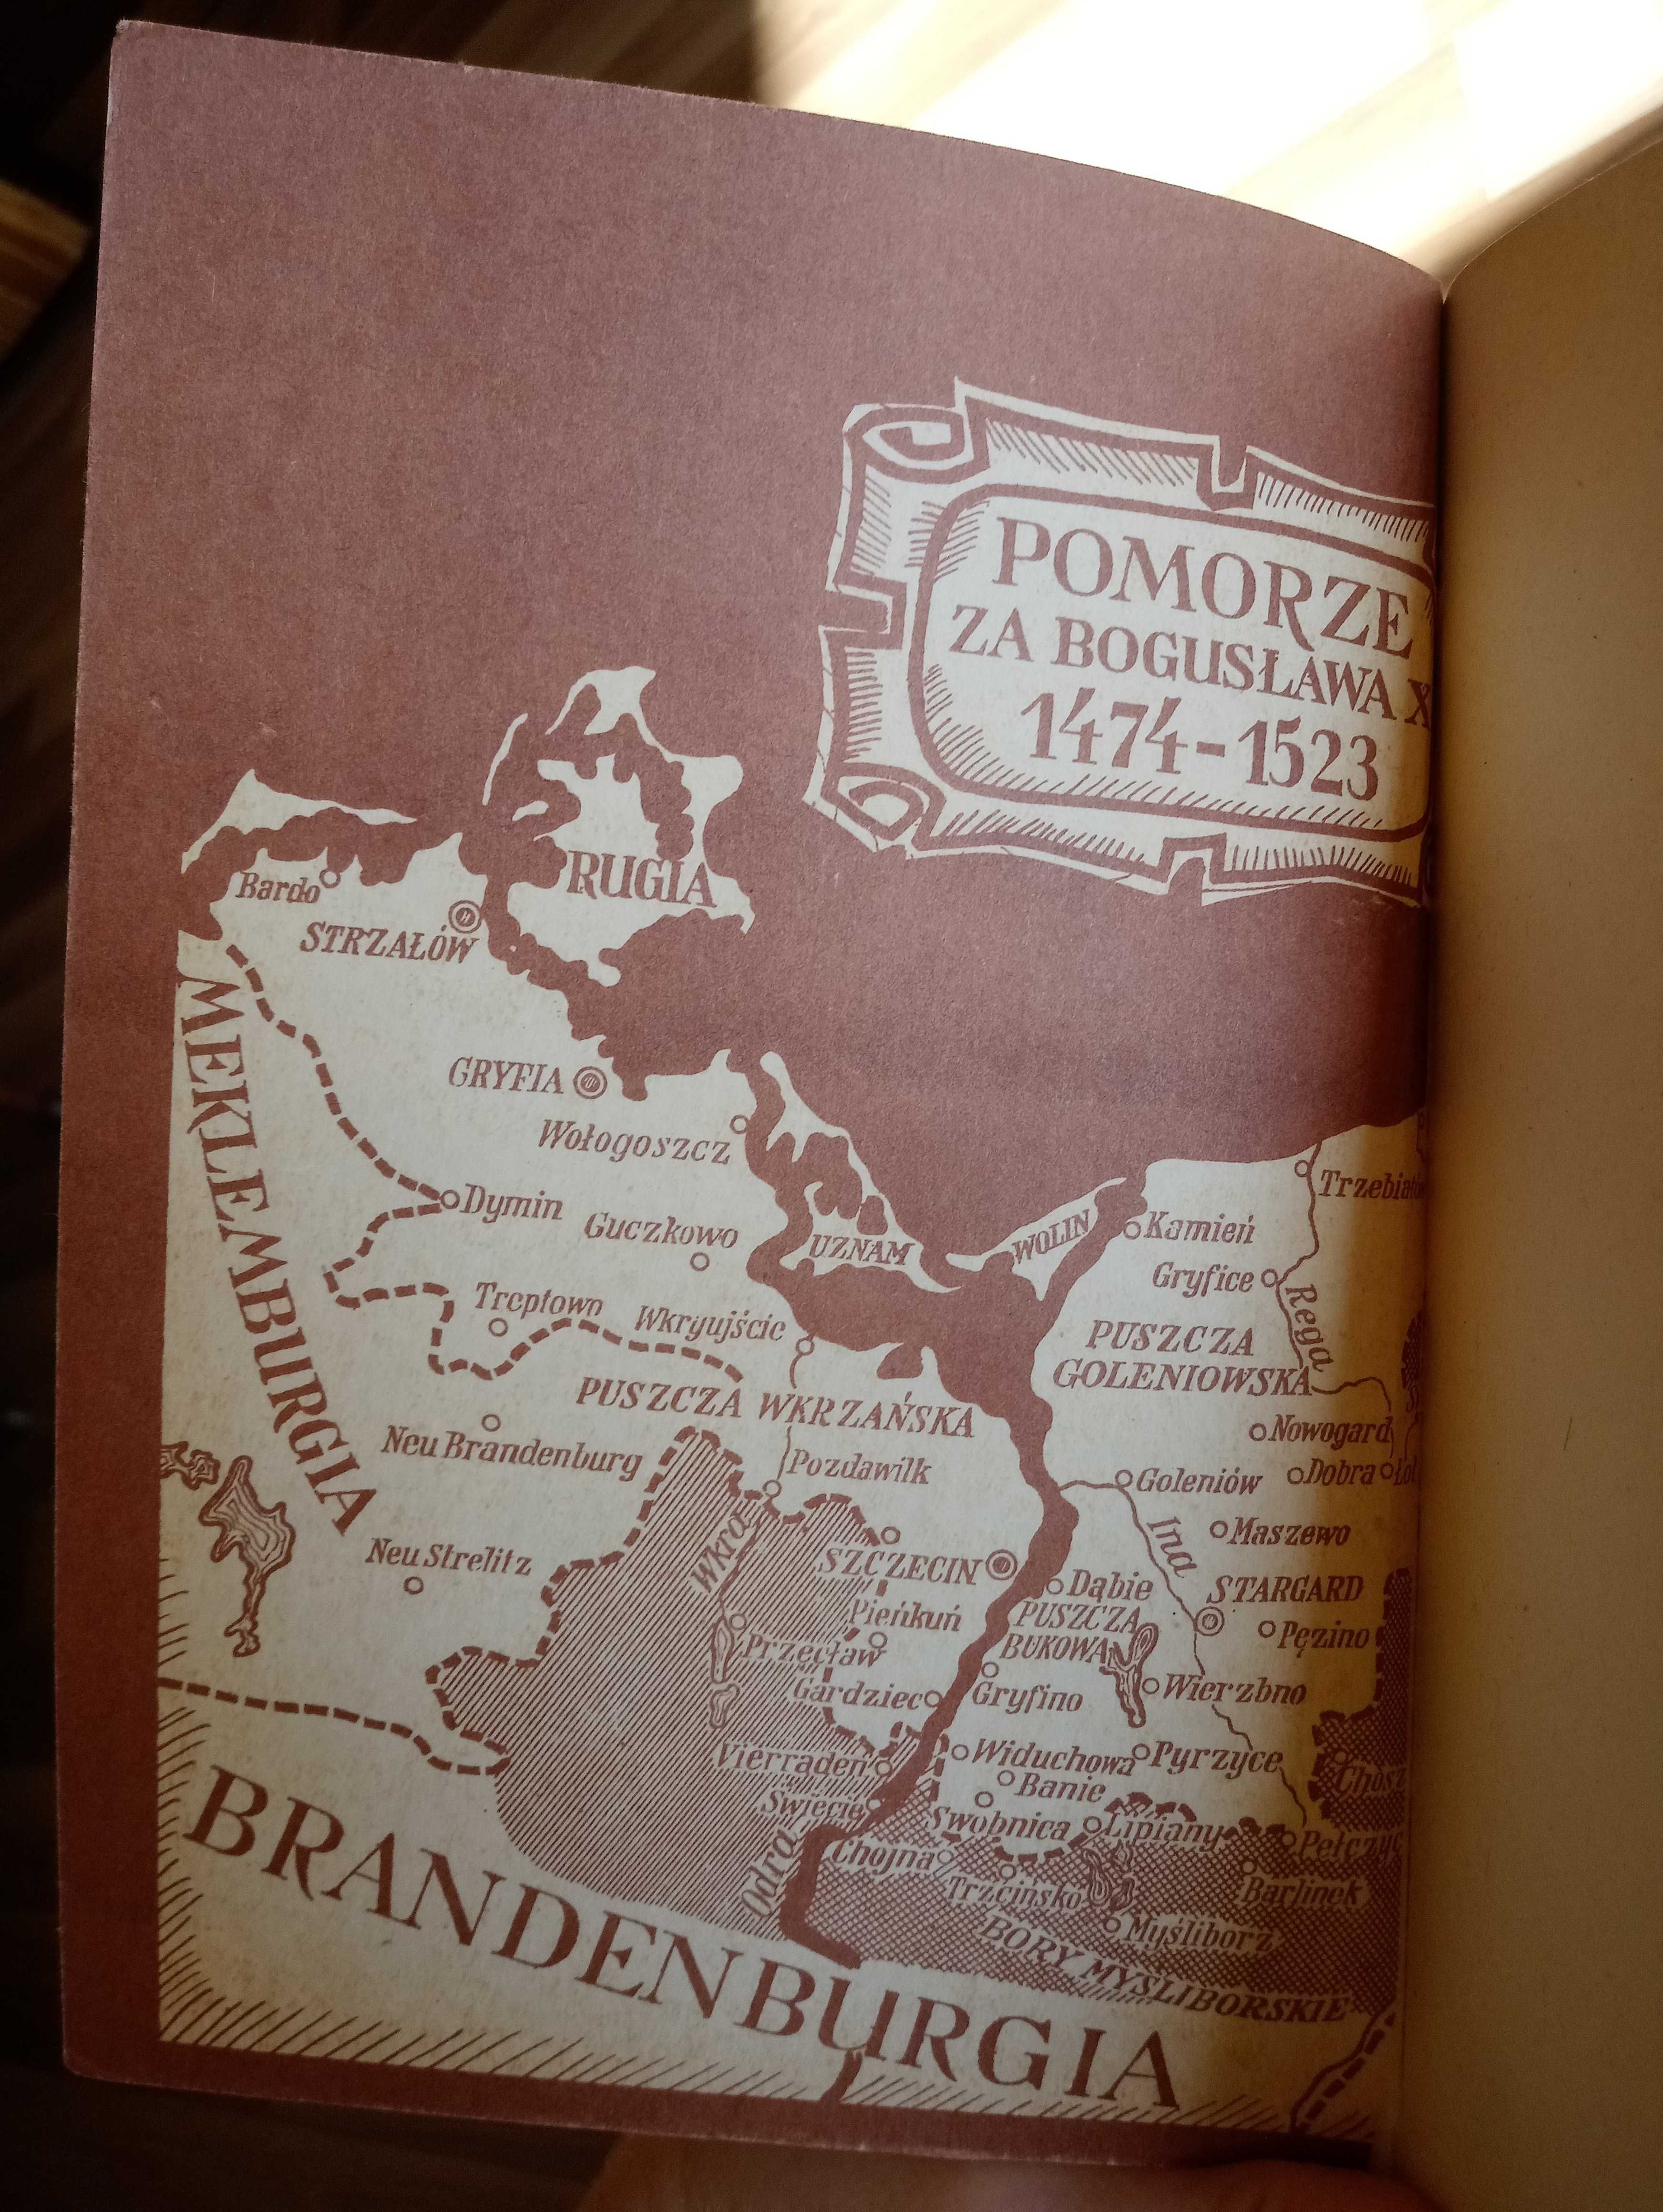 POMORZE
ZA BOGUSŁAWA X
1474-1523
RUGIA
Bardo
STRZAŁÓW
MEKLEMBURGIA
GRYFIA
Wołogoszcz
Dymin
Guczkowo
UZNAM
WOLIN
Kamień
Gryfice
Rega
Treptown
Wkryujście
PUSZCZA
GOLENIOWSKA
PUSZCZA WKRZAŃSKA
Nowogard
Neu Brandenburg
Pozdawilk
Goleniów
Dobra
Maszewo
Ina
Wkra
Neu Strelitz
SZCZECIN
Dąbie
STARGARD
Pieńkuń
PUSZCZA
BUKOWA
Pęzino
Przecław
Gardziec
Gryfino
Wierzbno
Vierraden
Widuchowa
Pyrzyce
Banie
Świecie
Swobnica
Lipiany
Odra
Chojna
Trzcińsko
Barlinek
Myślibórz
BORY MYŚLIBORSKIE
BRANDENBURGIA